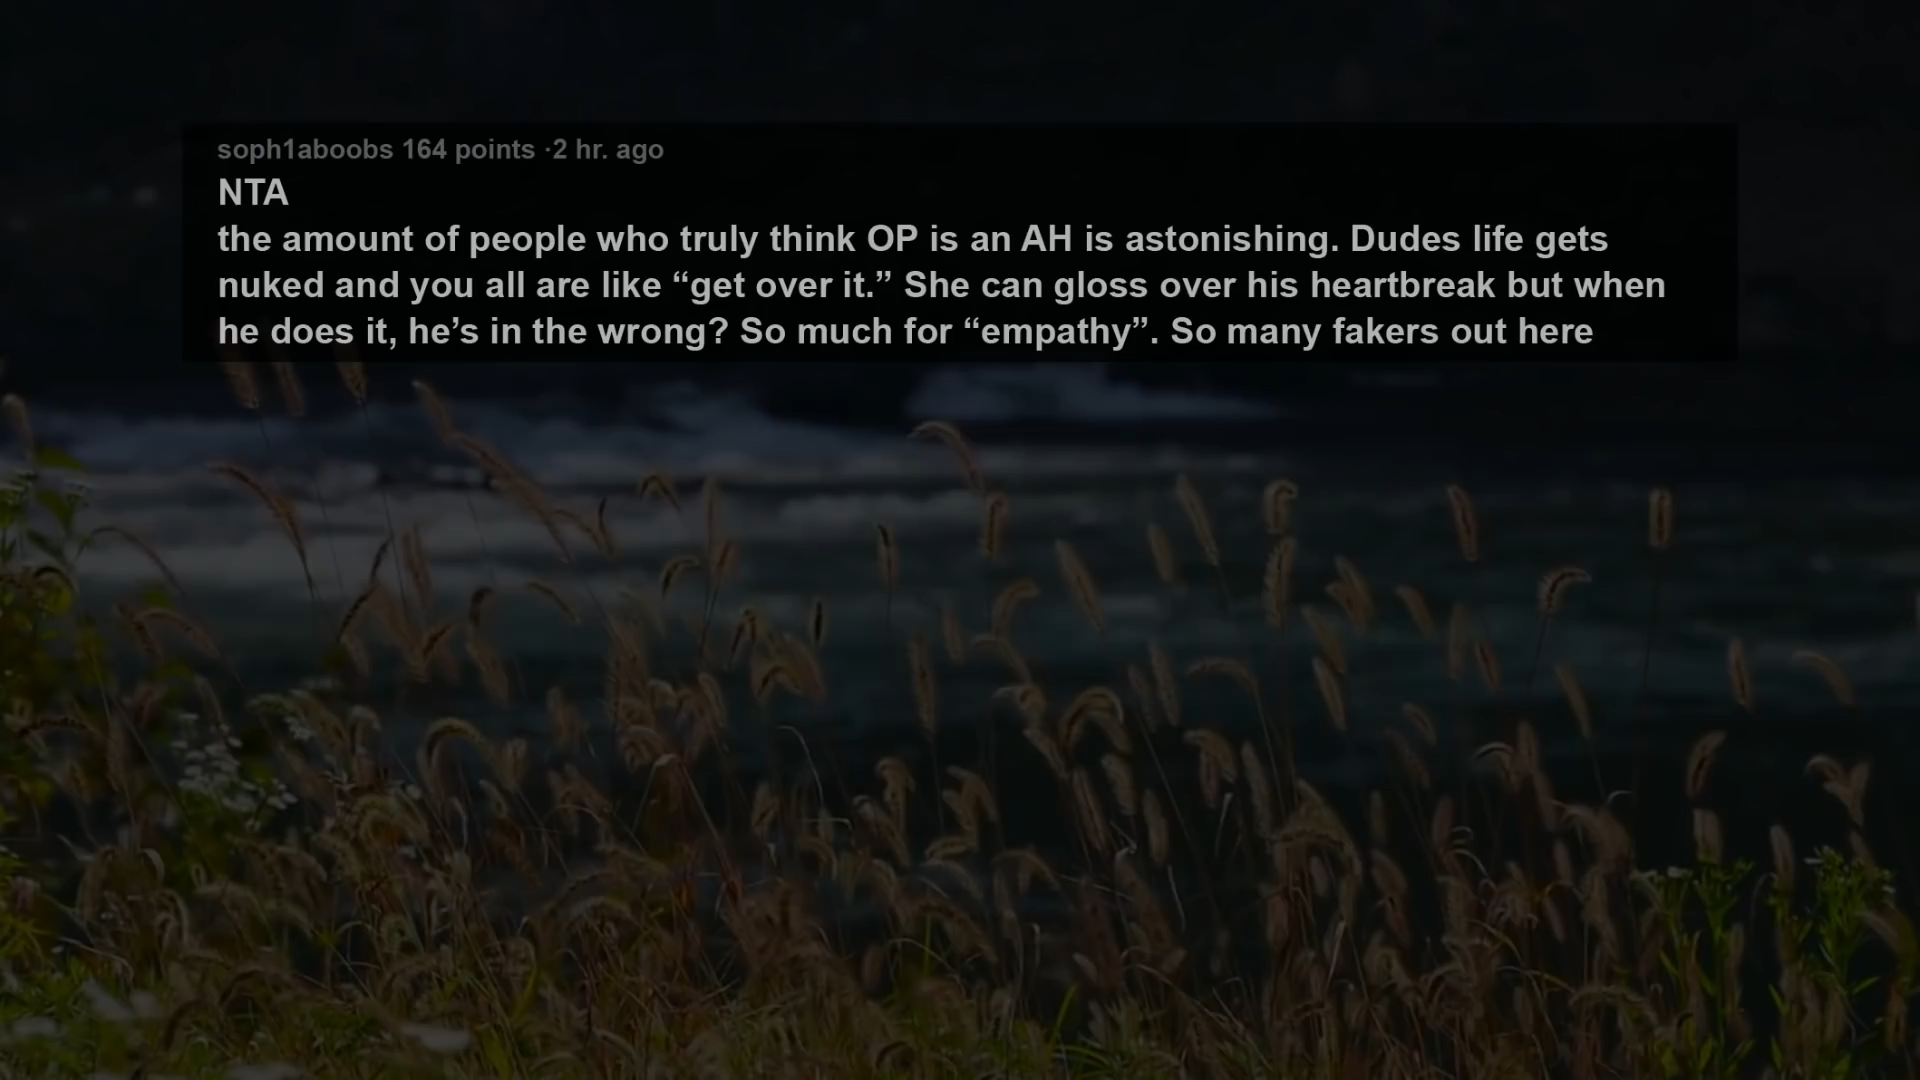 soph1aboobs 164 points ·2 hr. ago
NTA
the amount of people who truly think OP is an AH is astonishing. Dudes life gets
nuked and you all are like “get over it.” She can gloss over his heartbreak but when
he does it, he’s in the wrong? So much for “empathy”. So many fakers out here